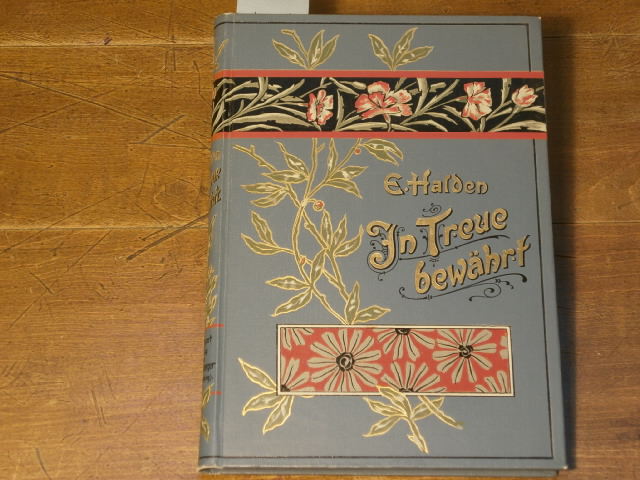 E. Halden
In Treue
bewährt